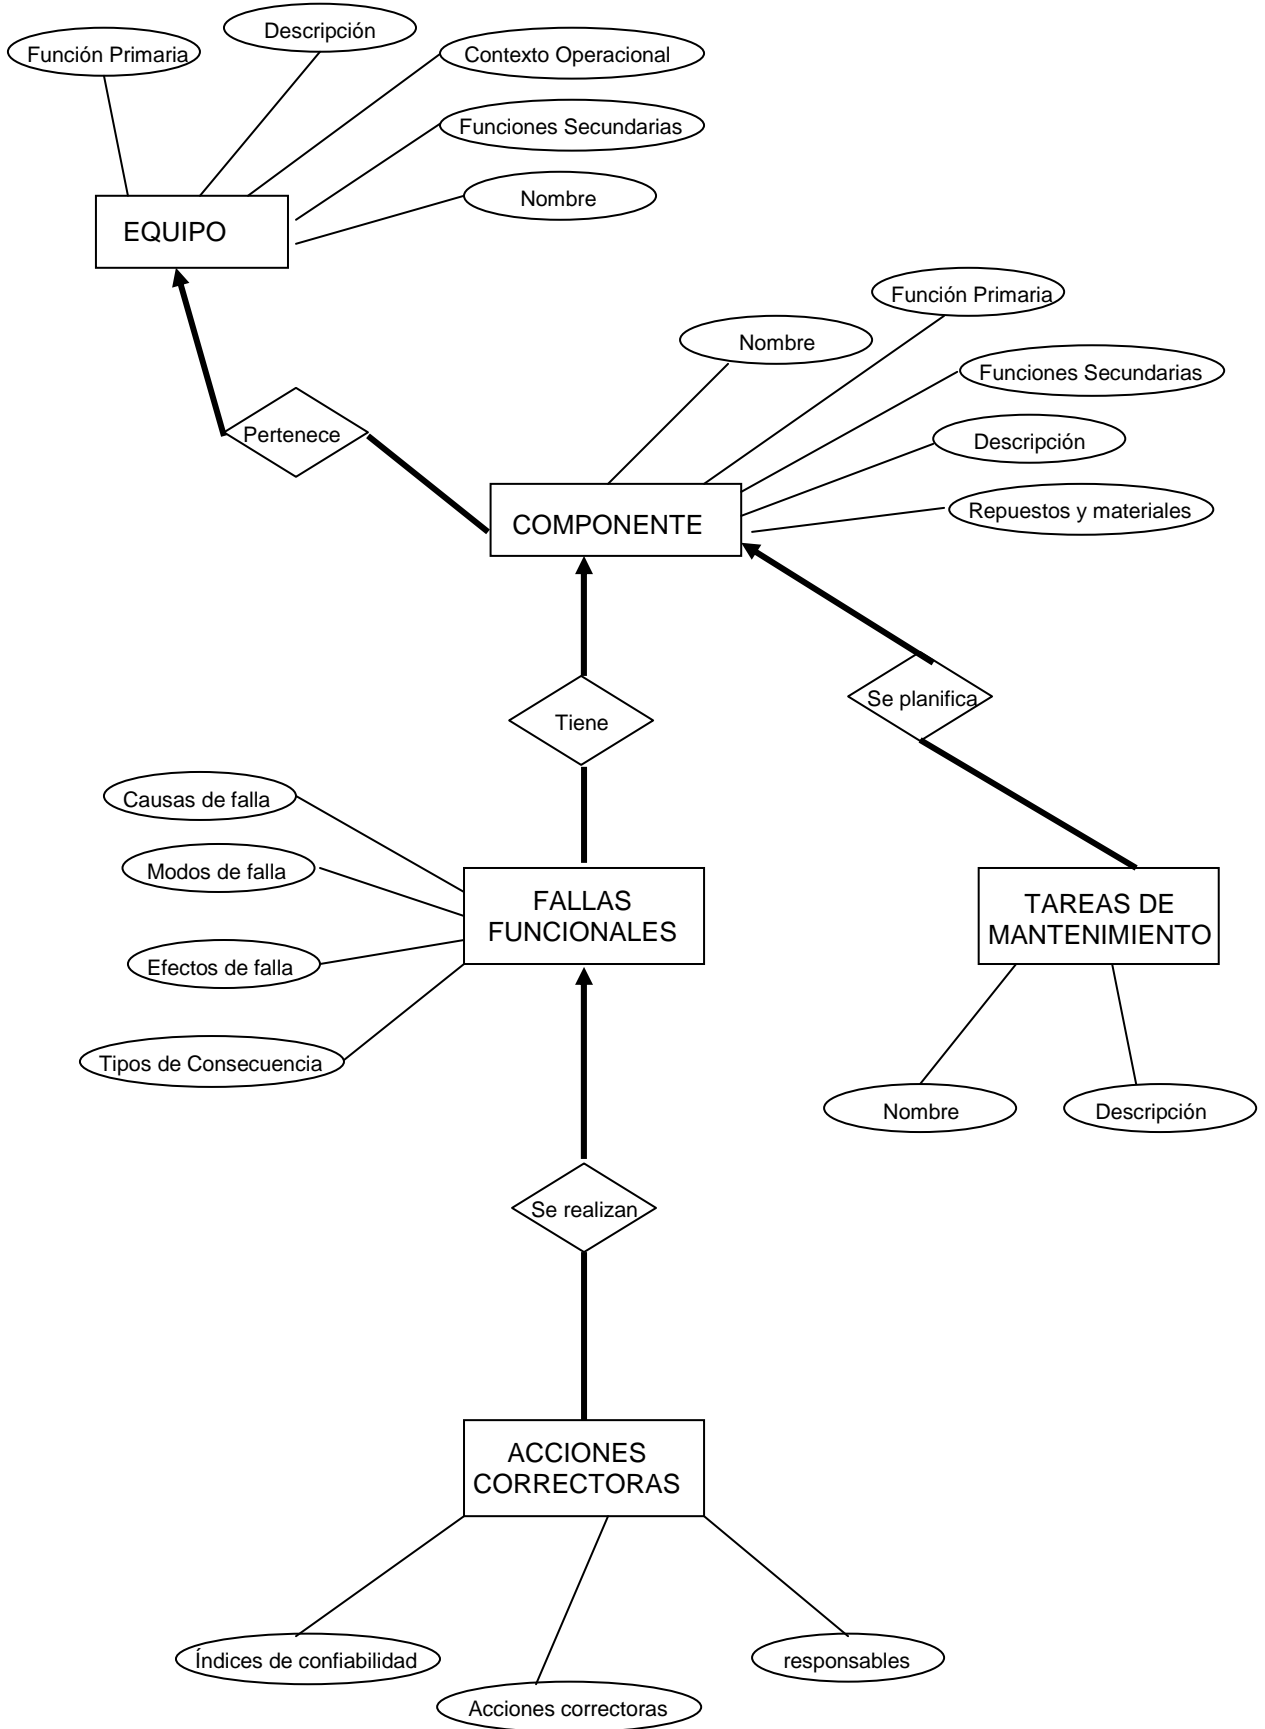 Descripción
Función Primaria
Contexto Operacional
Funciones Secundarias
Nombre
EQUIPO
Función Primaria
Nombre
Funciones Secundarias
Pertenece
Descripción
Repuestos y materiales
COMPONENTE
Se planifica
Tiene
Causas de falla
Modos de falla
FALLAS
FUNCIONALES
TAREAS DE
MANTENIMIENTO
Efectos de falla
Tipos de Consecuencia
Nombre
Descripción
Se realizan
ACCIONES
CORRECTORAS
Índices de confiabilidad
responsables
Acciones correctoras